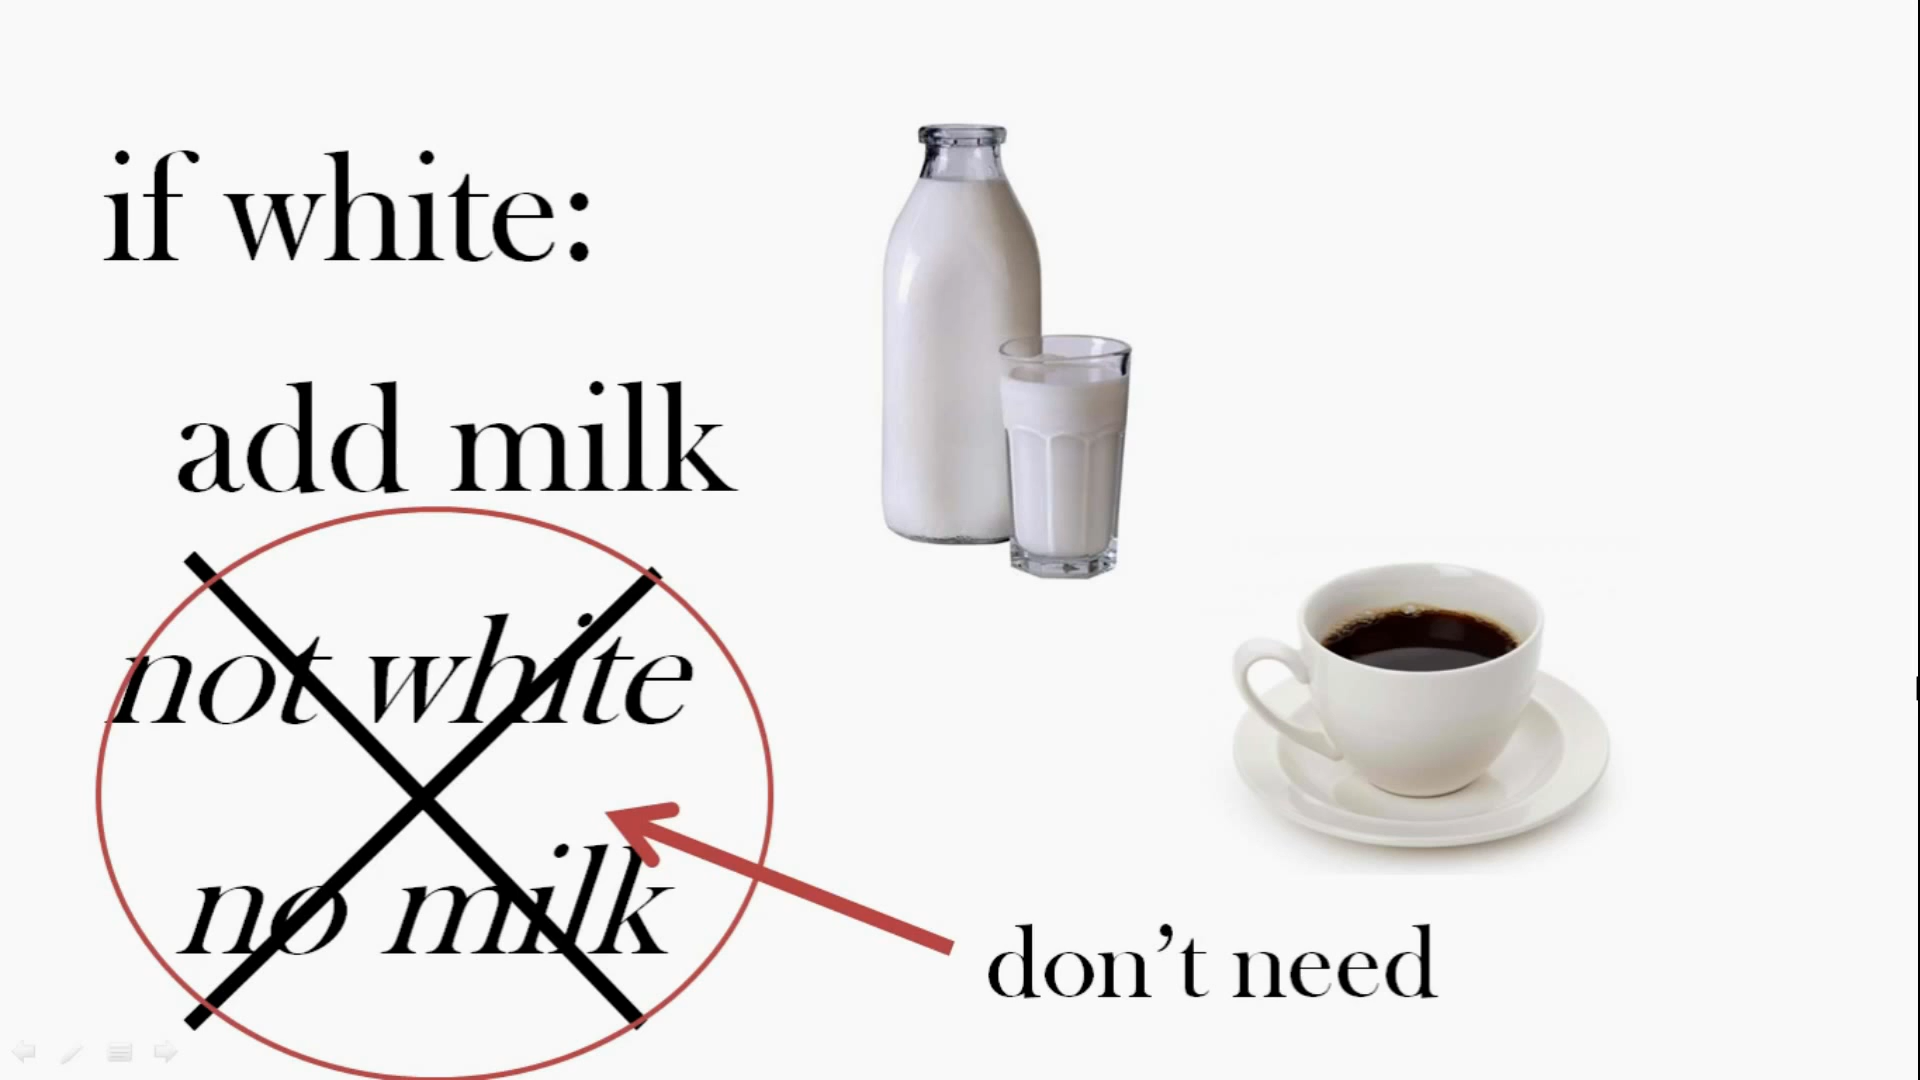 if white:
add milk
not white
no milk
don’t need